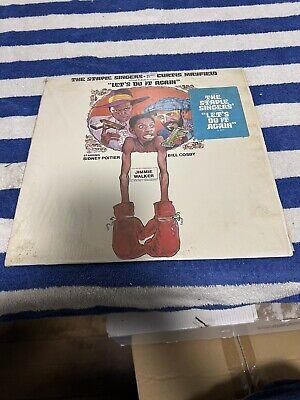 THE STAPLE SINGERS CURTIS MAYFIELD
"LET'S DO IT AGAIN"
THE
STAPLE
SINGERS'
"LET'S
DO IT
AGAIN"
STARRING
SIDNEY POITIER
BILL COSBY
JIMMIE
WALKER